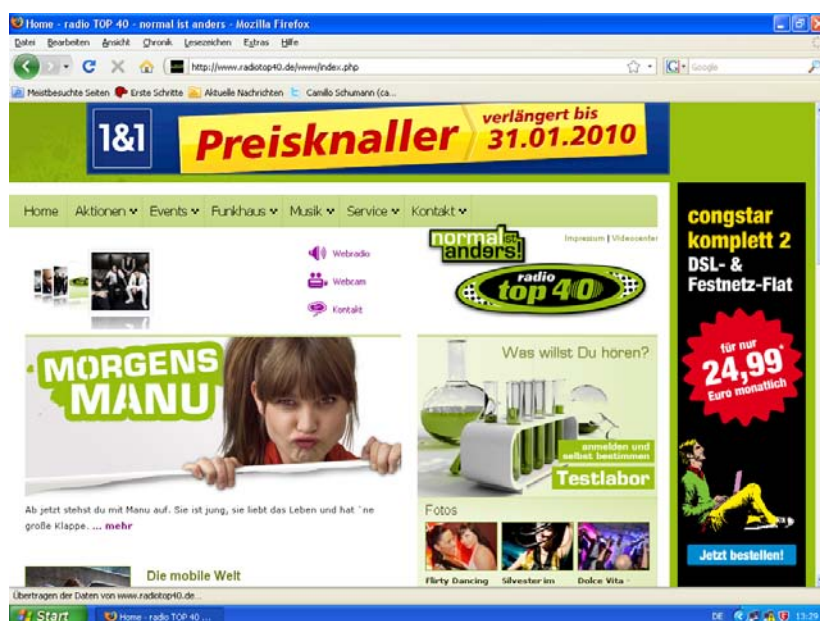 Home - radio TOP 40 - normal ist anders - Mozilla Firefox
Datei Bearbeiten Ansicht Chronik Lesezeichen Extras Hilfe
http://www.radiotop40.de/www/index.php
Google
Meistbesuchte Seiten Erste Schritte Aktuelle Nachrichten Camillo Schumann (ca...
1&1
Preisknaller
verlängert bis
31.01.2010
Home Aktionen Events Funkhaus Musik Service Kontakt
normal ist
anders!
Impressum | Videocenter
Webradio
Webcam
Kontakt
radio
top 40
congstar
komplett 2
DSL- &
Festnetz-Flat
für nur
24,99*
Euro monatlich
Jetzt bestellen!
MORGENS
MANU
Ab jetzt stehst du mit Manu auf. Sie ist jung, sie liebt das Leben und hat `ne
große Klappe. ... mehr
Die mobile Welt
Was willst Du hören?
anmelden und
selbst bestimmen
Testlabor
Fotos
Flirty Dancing Silvester im Dolce Vita -
Übertragen der Daten von www.radiotop40.de...
Start
Home - radio TOP 40 ...
DE
13:29